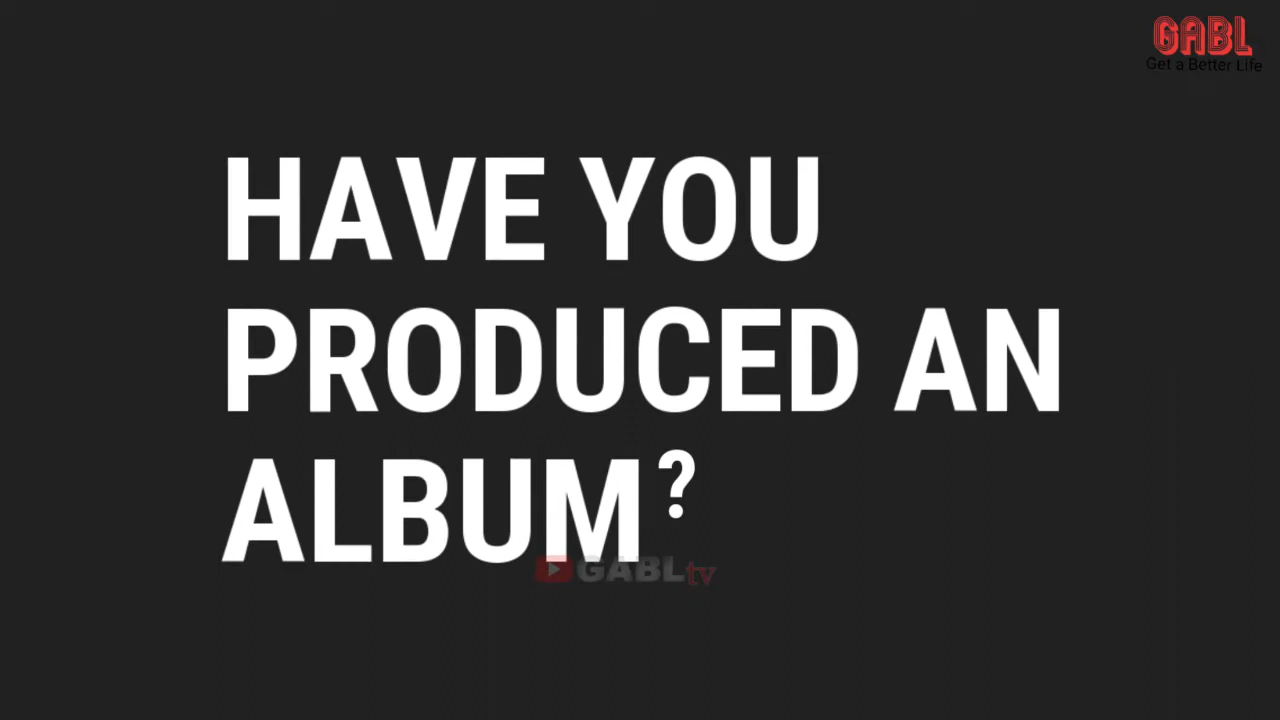 GABL
Get a Better Life
HAVE YOU
PRODUCED AN
ALBUM?
GABLtv